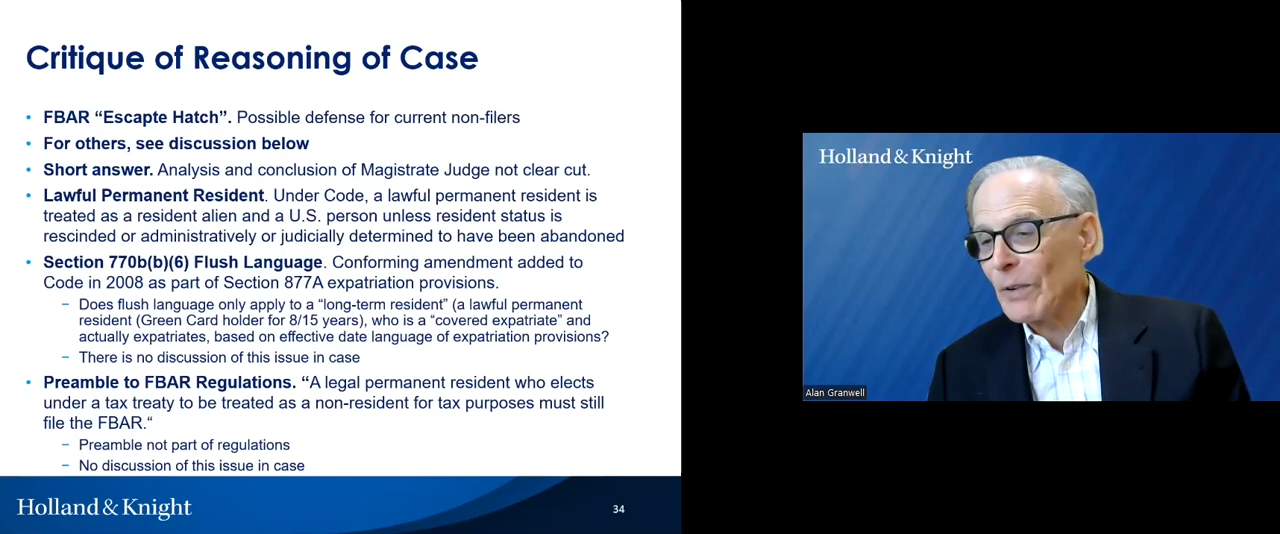 Critique of Reasoning of Case
• FBAR “Escapte Hatch”. Possible defense for current non-filers
• For others, see discussion below
• Short answer. Analysis and conclusion of Magistrate Judge not clear cut.
• Lawful Permanent Resident. Under Code, a lawful permanent resident is
treated as a resident alien and a U.S. person unless resident status is
rescinded or administratively or judicially determined to have been abandoned
• Section 770b(b)(6) Flush Language. Conforming amendment added to
Code in 2008 as part of Section 877A expatriation provisions.
− Does flush language only apply to a “long-term resident” (a lawful permanent
resident (Green Card holder for 8/15 years), who is a “covered expatriate” and
actually expatriates, based on effective date language of expatriation provisions?
− There is no discussion of this issue in case
• Preamble to FBAR Regulations. “A legal permanent resident who elects
under a tax treaty to be treated as a non-resident for tax purposes must still
file the FBAR.“
− Preamble not part of regulations
− No discussion of this issue in case
Holland & Knight
34
Holland & Knight
Alan Granwell